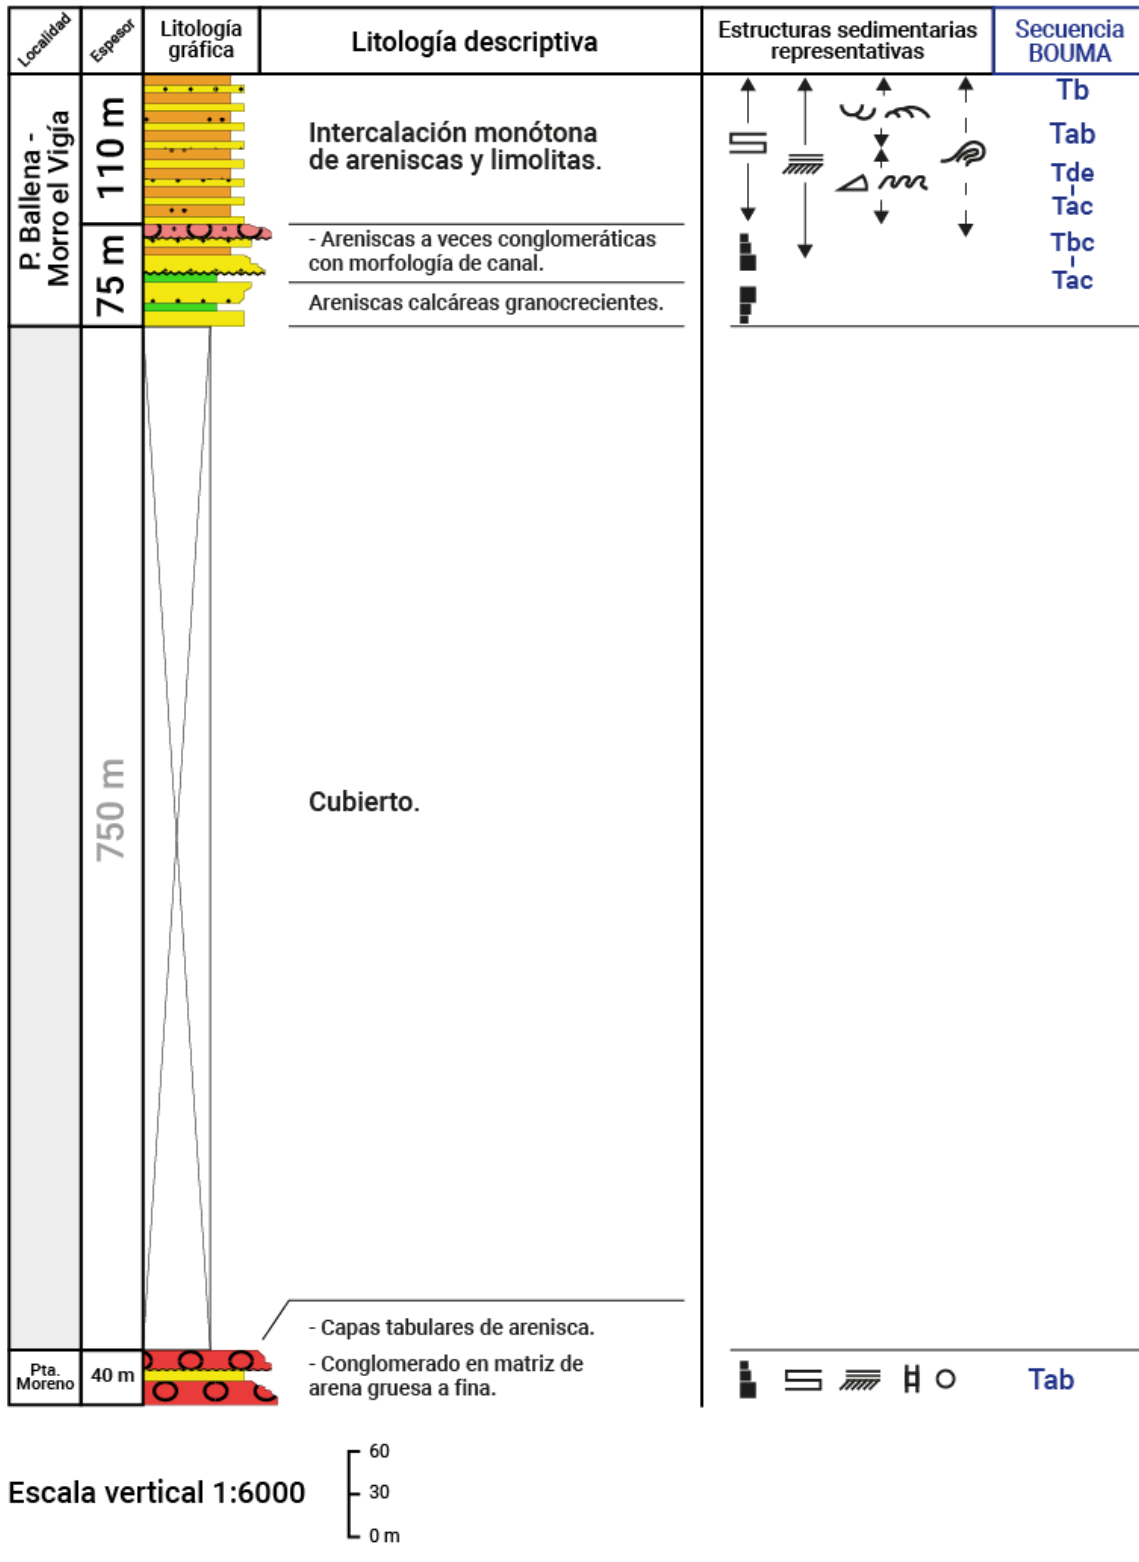 Localidad
Espesor
Litología
gráfica
Litología descriptiva
Estructuras sedimentarias
representativas
Secuencia
BOUMA
P. Ballena -
Morro el Vigía
110 m
Intercalación monótona
de areniscas y limolitas.
Tb
Tab
Tde
Tac
75 m
- Areniscas a veces conglomeráticas
con morfología de canal.
Tbc
Tac
Areniscas calcáreas granocrecientes.
750 m
Cubierto.
Pta.
Moreno
40 m
- Capas tabulares de arenisca.
- Conglomerado en matriz de
arena gruesa a fina.
Tab
Escala vertical 1:6000
60
30
0 m